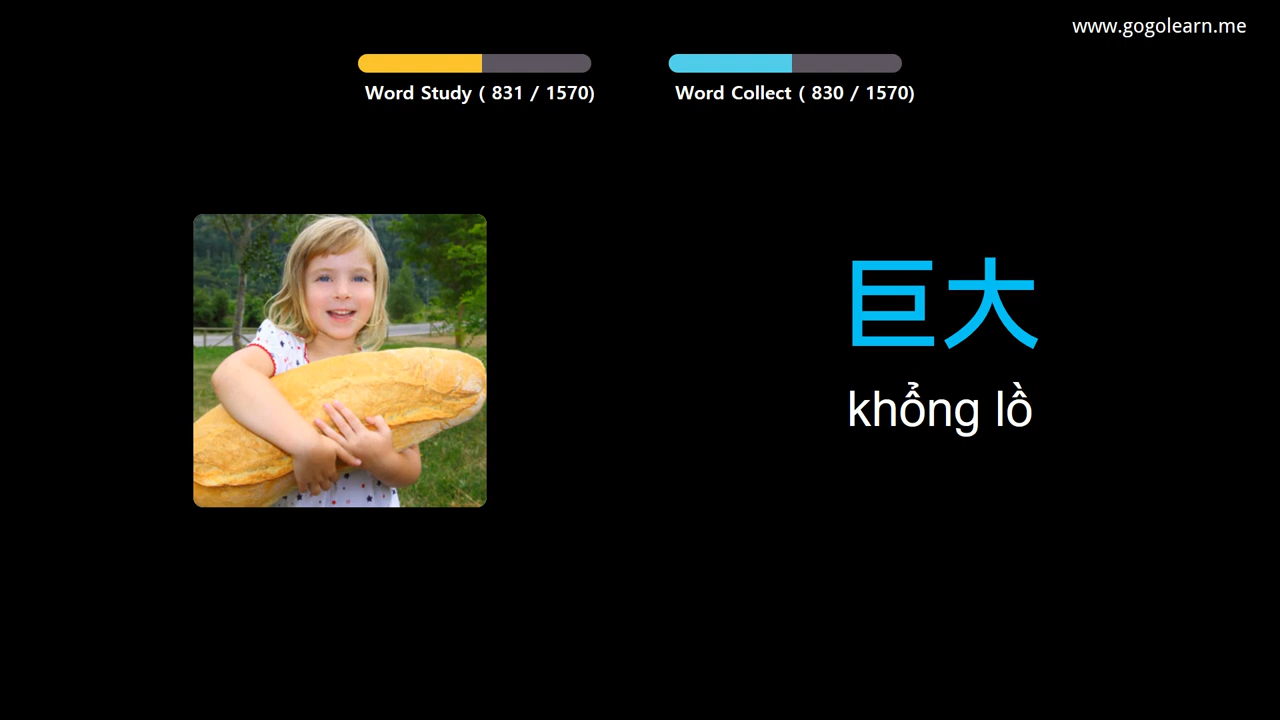 www.gogolearn.me
Word Study ( 831 / 1570)
Word Collect ( 830 / 1570)
巨大
khổng lồ